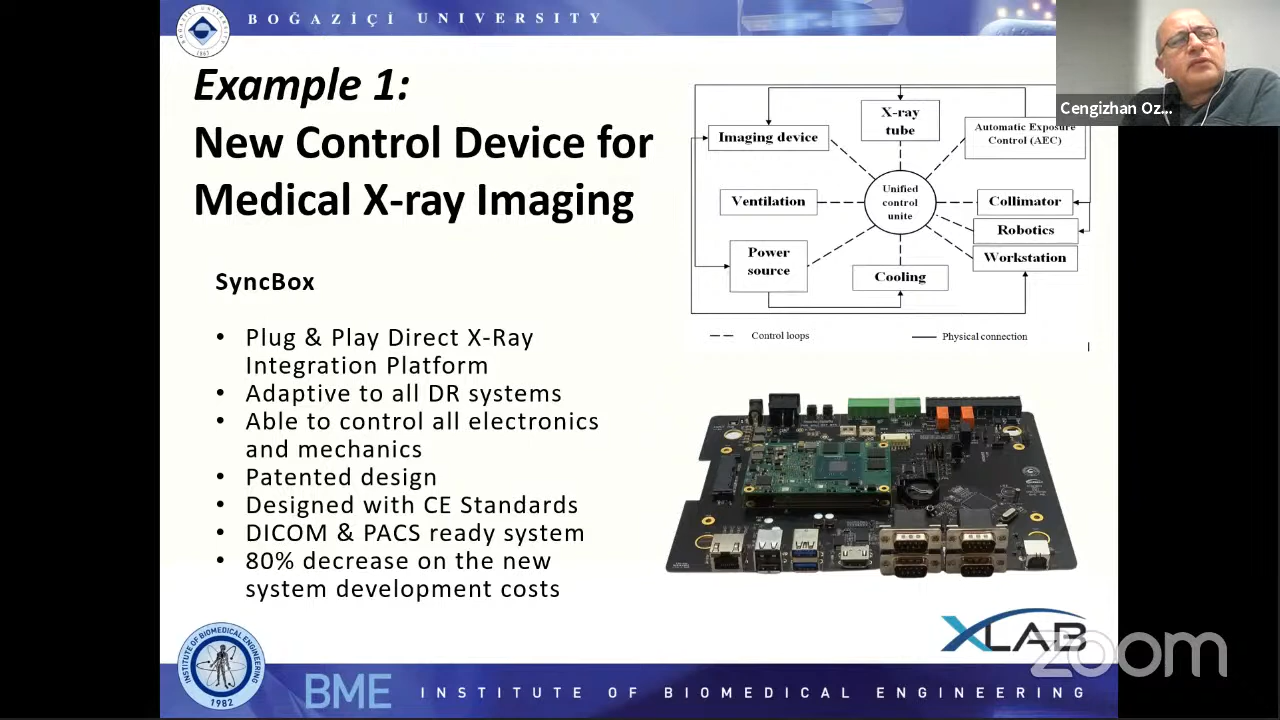 BOĞAZİÇİ UNIVERSITY
Cengizhan Oz...
Example 1:
New Control Device for
Medical X-ray Imaging
SyncBox
• Plug & Play Direct X-Ray
Integration Platform
• Adaptive to all DR systems
• Able to control all electronics
and mechanics
• Patented design
• Designed with CE Standards
• DICOM & PACS ready system
• 80% decrease on the new
system development costs
X-ray
tube
Imaging device
Automatic Exposure
Control (AEC)
Ventilation
Unified
control
unite
Collimator
Robotics
Workstation
Power
source
Cooling
Control loops
Physical connection
XLAB
zoom
INSTITUTE OF BIOMEDICAL ENGINEERING
1982
BME INSTITUTE OF BIOMEDICAL ENGINEERING